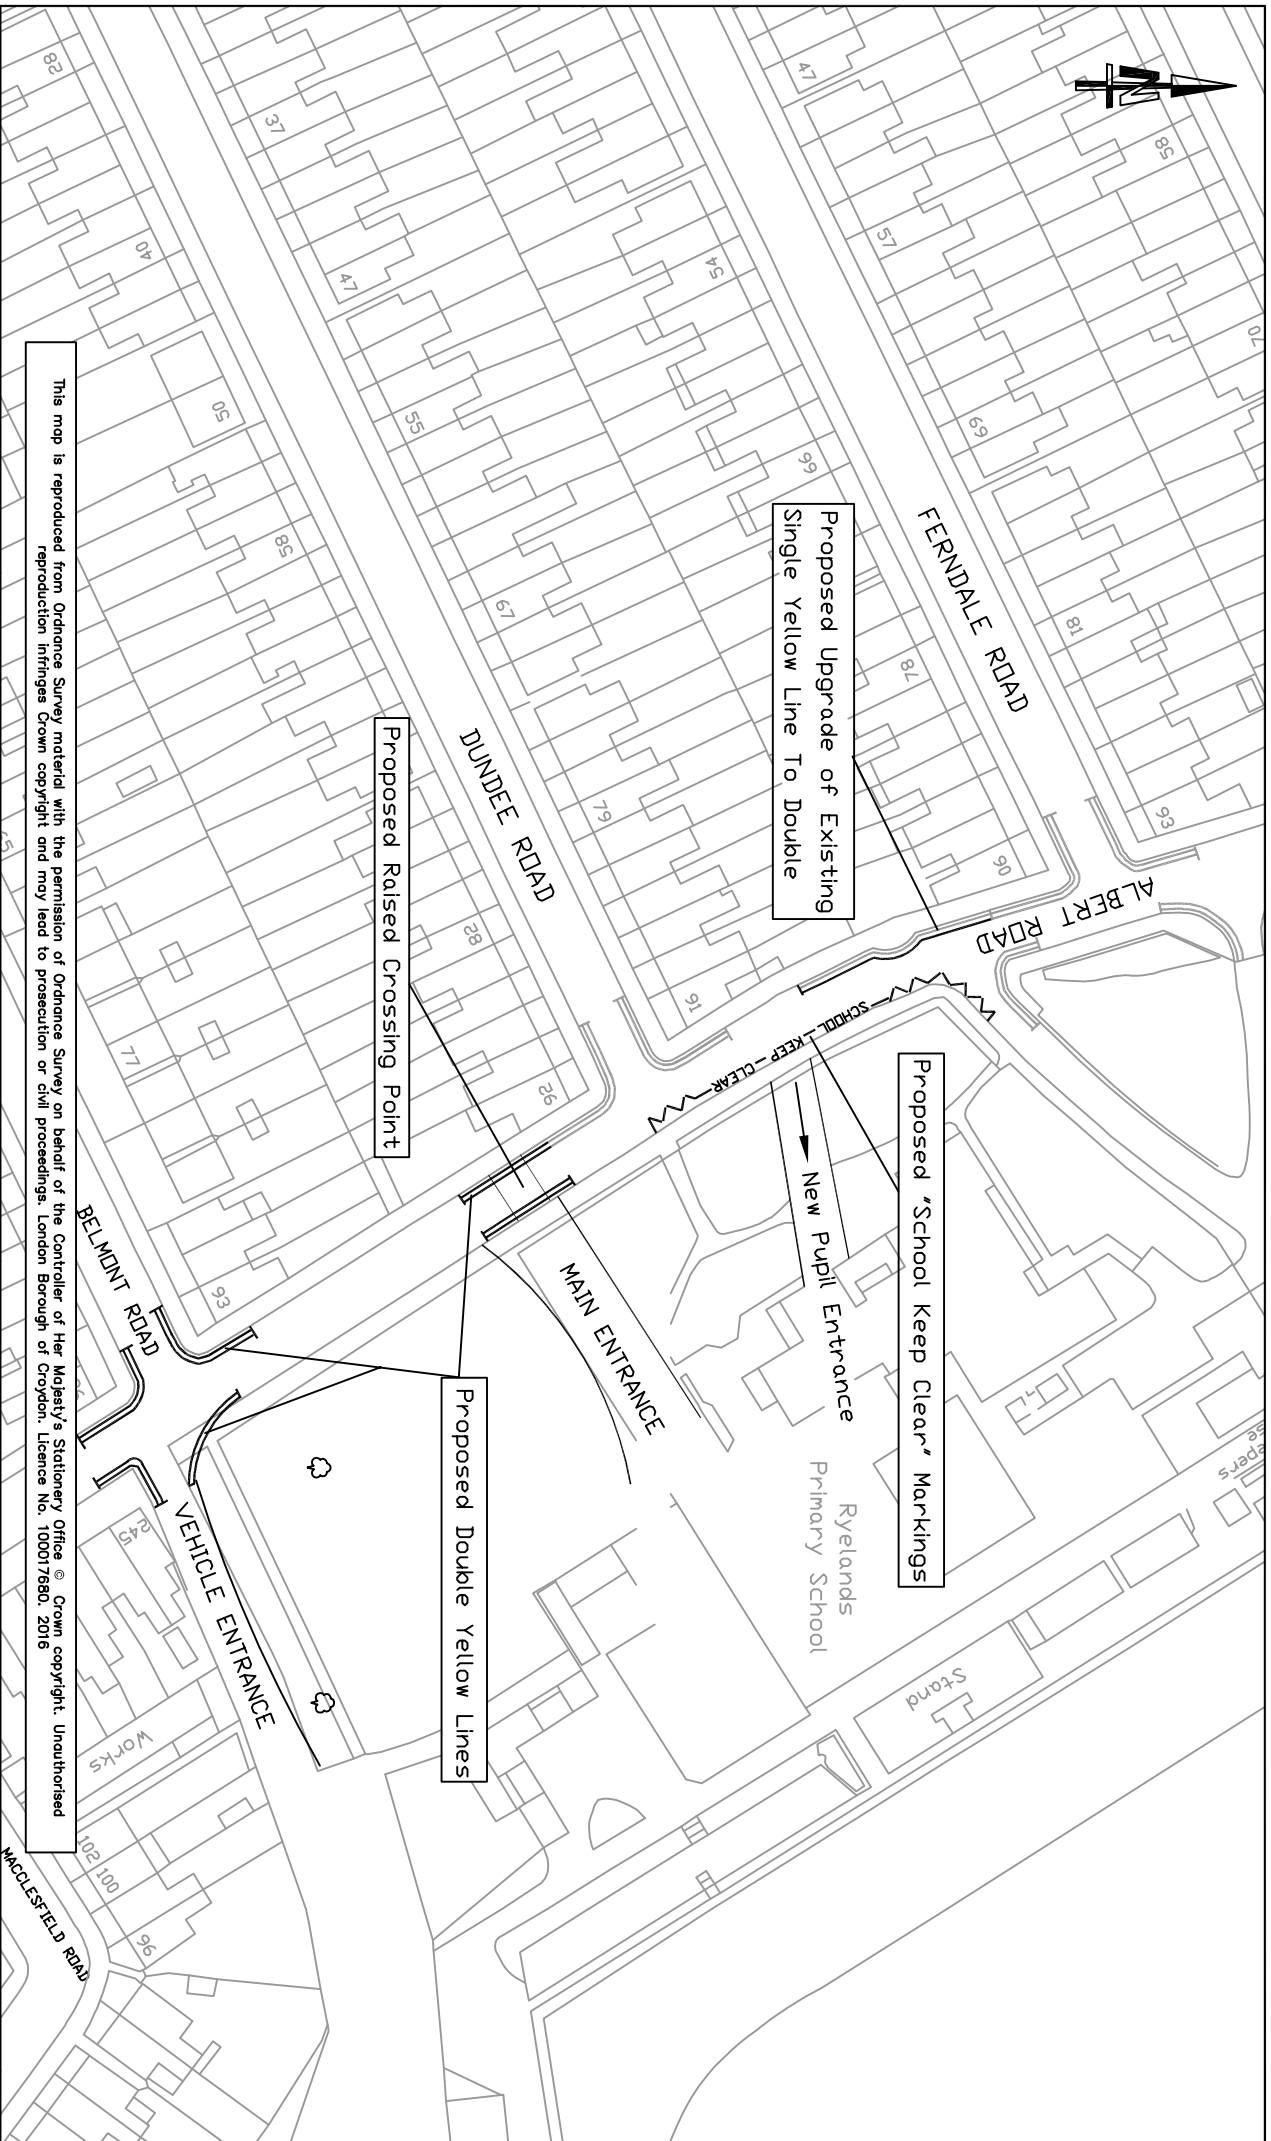 N
FERNDALE ROAD
ALBERT ROAD
DUNDEE ROAD
BELMONT ROAD
MACCLESFIELD ROAD
Proposed Upgrade of Existing
Single Yellow Line To Double
Proposed "School Keep Clear" Markings
SCHOOL KEEP CLEAR
New Pupil Entrance
Ryelands
Primary School
MAIN ENTRANCE
Proposed Raised Crossing Point
Proposed Double Yellow Lines
VEHICLE ENTRANCE
Stand
Works
58
70
47
57
69
81
93
54
66
78
90
37
47
55
67
79
91
28
40
50
58
82
92
77
93
245
102
100
96
This map is reproduced from Ordnance Survey material with the permission of Ordnance Survey on behalf of the Controller of Her Majesty's Stationery Office © Crown copyright. Unauthorised
reproduction infringes Crown copyright and may lead to prosecution or civil proceedings. London Borough of Croydon. Licence No. 100017680. 2016